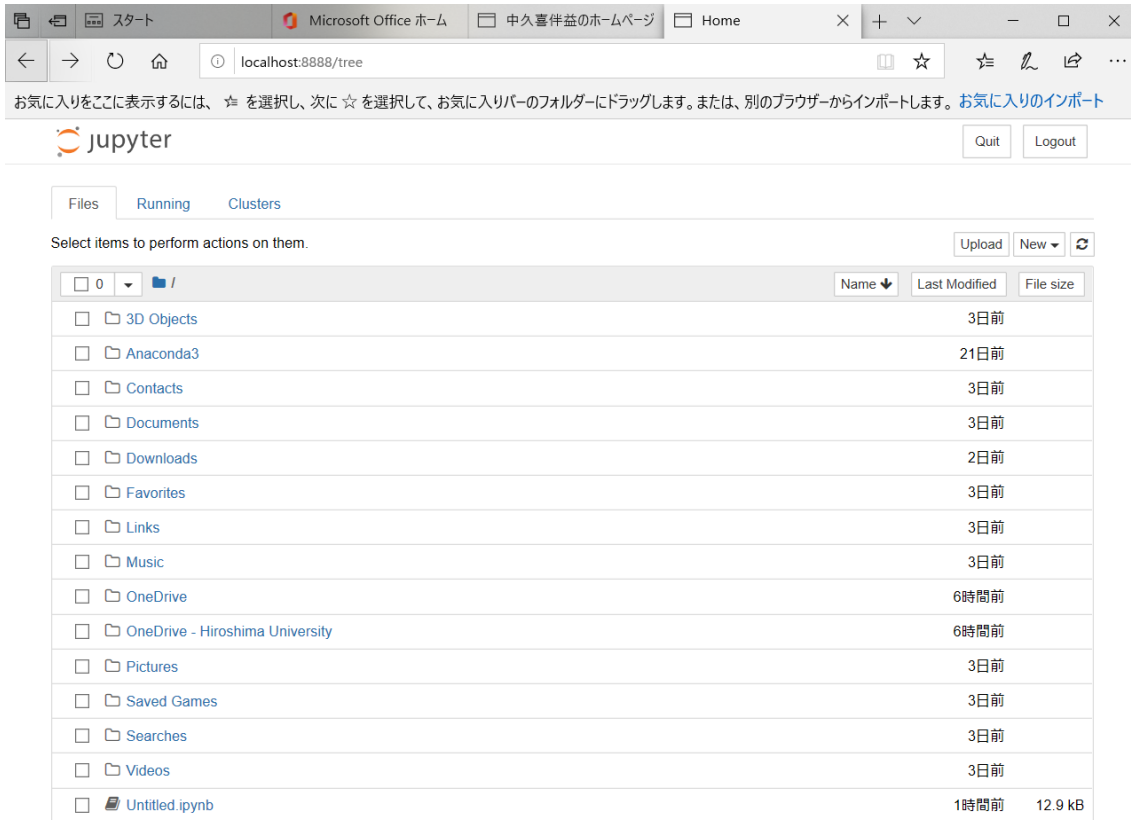 スタート Microsoft Office ホーム 中久喜伴益のホームページ Home
localhost:8888/tree
お気に入りをここに表示するには、 を選択し、次に ☆ を選択して、お気に入りバーのフォルダーにドラッグします。または、別のブラウザーからインポートします。 お気に入りのインポート
jupyter Quit Logout
Files Running Clusters
Select items to perform actions on them. Upload New
0 / Name Last Modified File size
3D Objects 3日前
Anaconda3 21日前
Contacts 3日前
Documents 3日前
Downloads 2日前
Favorites 3日前
Links 3日前
Music 3日前
OneDrive 6時間前
OneDrive - Hiroshima University 6時間前
Pictures 3日前
Saved Games 3日前
Searches 3日前
Videos 3日前
Untitled.ipynb 1時間前 12.9 kB